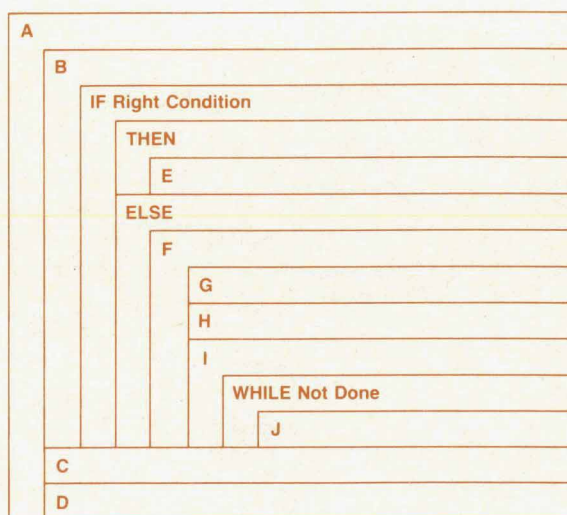 A
B
IF Right Condition
THEN
E
ELSE
F
G
H
I
WHILE Not Done
J
C
D